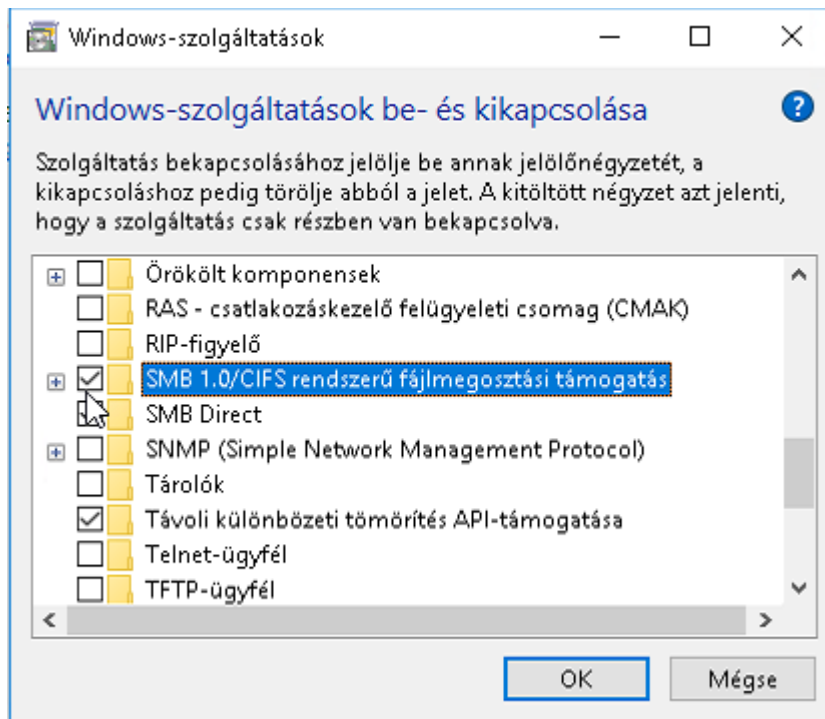 Windows-szolgáltatások
Windows-szolgáltatások be- és kikapcsolása
Szolgáltatás bekapcsolásához jelölje be annak jelölőnégyzetét, a
kikapcsoláshoz pedig törölje abból a jelet. A kitöltött négyzet azt jelenti,
hogy a szolgáltatás csak részben van bekapcsolva.
Örökölt komponensek
RAS - csatlakozáskezelő felügyeleti csomag (CMAK)
RIP-figyelő
SMB 1.0/CIFS rendszerű fájlmegosztási támogatás
SMB Direct
SNMP (Simple Network Management Protocol)
Tárolók
Távoli különbözeti tömörítés API-támogatása
Telnet-ügyfél
TFTP-ügyfél
OK Mégse